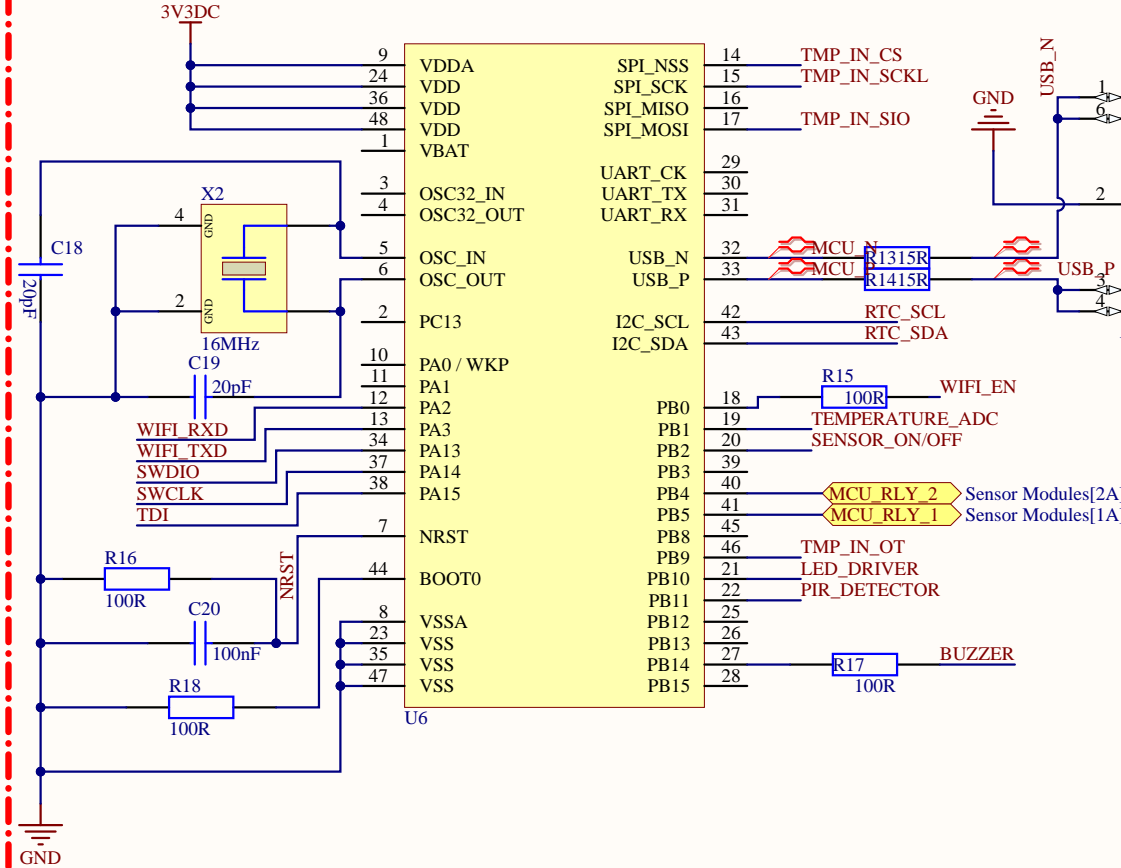 3V3DC
9 VDDA
24 VDD
36 VDD
48 VDD
1 VBAT
3 OSC32_IN
4 OSC32_OUT
5 OSC_IN
6 OSC_OUT
2 PC13
10 PA0 / WKP
11 PA1
12 PA2
13 PA3
34 PA13
37 PA14
38 PA15
7 NRST
44 BOOT0
8 VSSA
23 VSS
35 VSS
47 VSS
U6
SPI_NSS 14 TMP_IN_CS
SPI_SCK 15 TMP_IN_SCKL
SPI_MISO 16
SPI_MOSI 17 TMP_IN_SIO
UART_CK 29
UART_TX 30
UART_RX 31
USB_N 32 MCU_N R13 15R
USB_P 33 R14 15R
I2C_SCL 42 RTC_SCL
I2C_SDA 43 RTC_SDA
PB0 18 R15 100R WIFI_EN
PB1 19 TEMPERATURE_ADC
PB2 20 SENSOR_ON/OFF
PB3 39
PB4 40 MCU_RLY_2 Sensor Modules[2A]
PB5 41 MCU_RLY_1 Sensor Modules[1A]
PB8 45
PB9 46 TMP_IN_OT
PB10 21 LED_DRIVER
PB11 22 PIR_DETECTOR
PB12 25
PB13 26
PB14 27 R17 100R BUZZER
PB15 28
X2
4 GND
2 GND
16MHz
C18
20pF
C19
20pF
WIFI_RXD
WIFI_TXD
SWDIO
SWCLK
TDI
R16
100R
NRST
C20
100nF
R18
100R
GND
GND
USB_N
1
6
2
USB_P
3
4